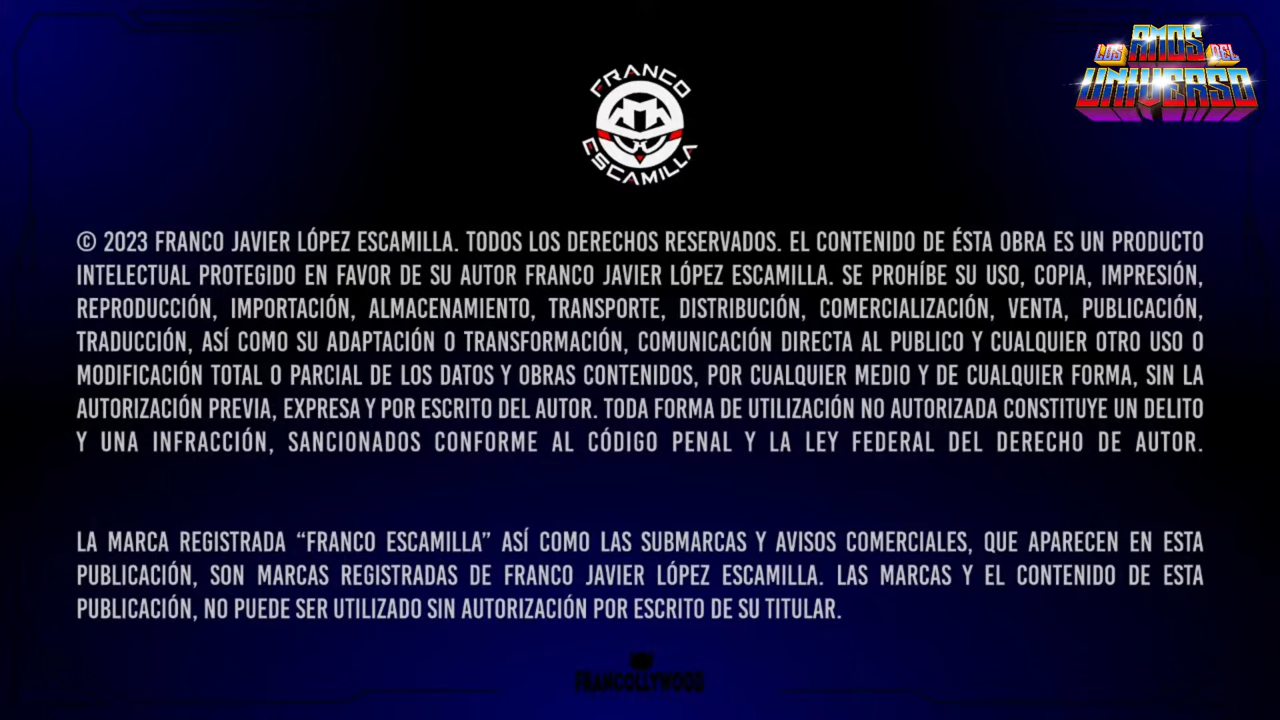 LOS AMOS DEL
UNIVERSO
FRANCO
ESCAMILLA
© 2023 FRANCO JAVIER LÓPEZ ESCAMILLA. TODOS LOS DERECHOS RESERVADOS. EL CONTENIDO DE ÉSTA OBRA ES UN PRODUCTO
INTELECTUAL PROTEGIDO EN FAVOR DE SU AUTOR FRANCO JAVIER LÓPEZ ESCAMILLA. SE PROHÍBE SU USO, COPIA, IMPRESIÓN,
REPRODUCCIÓN, IMPORTACIÓN, ALMACENAMIENTO, TRANSPORTE, DISTRIBUCIÓN, COMERCIALIZACIÓN, VENTA, PUBLICACIÓN,
TRADUCCIÓN, ASÍ COMO SU ADAPTACIÓN O TRANSFORMACIÓN, COMUNICACIÓN DIRECTA AL PUBLICO Y CUALQUIER OTRO USO O
MODIFICACIÓN TOTAL O PARCIAL DE LOS DATOS Y OBRAS CONTENIDOS, POR CUALQUIER MEDIO Y DE CUALQUIER FORMA, SIN LA
AUTORIZACIÓN PREVIA, EXPRESA Y POR ESCRITO DEL AUTOR. TODA FORMA DE UTILIZACIÓN NO AUTORIZADA CONSTITUYE UN DELITO
Y UNA INFRACCIÓN, SANCIONADOS CONFORME AL CÓDIGO PENAL Y LA LEY FEDERAL DEL DERECHO DE AUTOR.
LA MARCA REGISTRADA “FRANCO ESCAMILLA” ASÍ COMO LAS SUBMARCAS Y AVISOS COMERCIALES, QUE APARECEN EN ESTA
PUBLICACIÓN, SON MARCAS REGISTRADAS DE FRANCO JAVIER LÓPEZ ESCAMILLA. LAS MARCAS Y EL CONTENIDO DE ESTA
PUBLICACIÓN, NO PUEDE SER UTILIZADO SIN AUTORIZACIÓN POR ESCRITO DE SU TITULAR.
FRANCOLLYWOOD